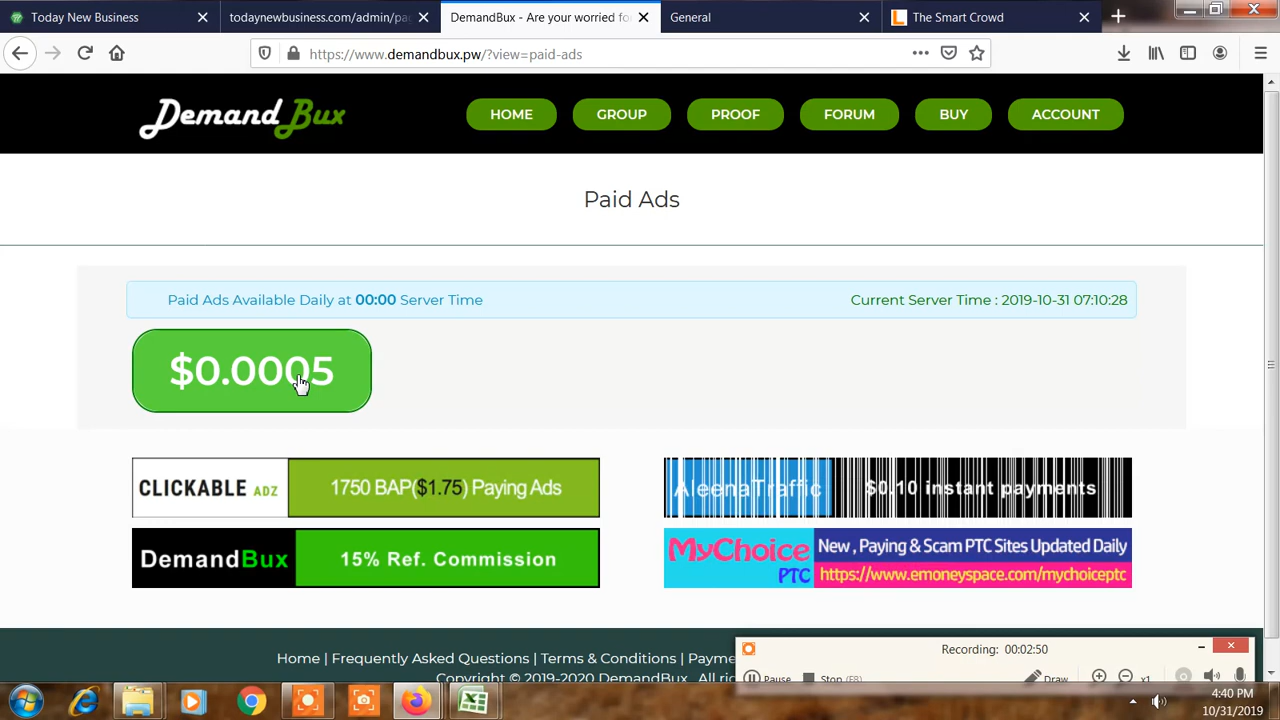 Today New Business
todaynewbusiness.com/admin/pa
DemandBux - Are your worried fo
General
The Smart Crowd
https://www.demandbux.pw/?view=paid-ads
DemandBux
HOME
GROUP
PROOF
FORUM
BUY
ACCOUNT
Paid Ads
Paid Ads Available Daily at 00:00 Server Time
Current Server Time : 2019-10-31 07:10:28
$0.0005
CLICKABLE ADZ
1750 BAP($1.75) Paying Ads
AleenaTraffic
$0.10 instant payments
DemandBux
15% Ref. Commission
MyChoice
PTC
New , Paying & Scam PTC Sites Updated Daily
https://www.emoneyspace.com/mychoiceptc
Home | Frequently Asked Questions | Terms & Conditions | Payme
Copyright © 2019-2020 DemandBux. All rig
Recording: 00:02:50
Pause
Stop (F8)
Draw
x1
4:40 PM
10/31/2019